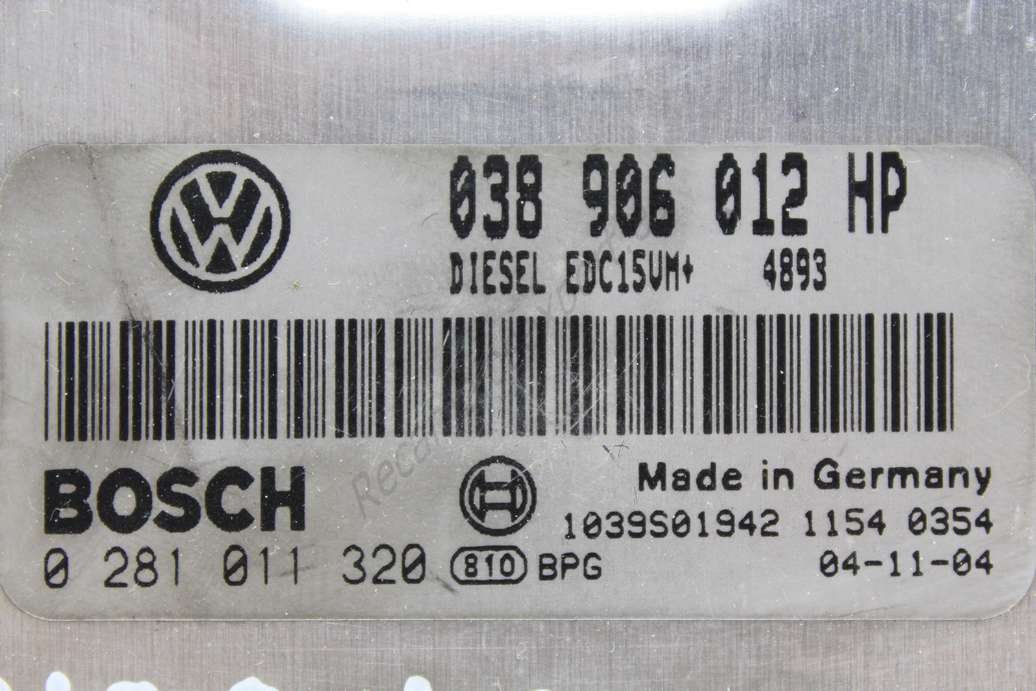 038 906 012 HP
DIESEL EDC15VM+ 4893
BOSCH
Made in Germany
1039S01942 1154 0354
0 281 011 320 810 BPG 04-11-04